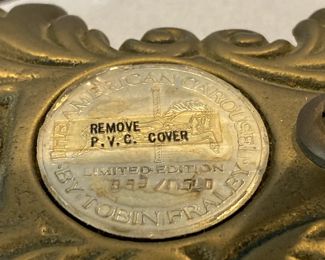 THE AMERICAN CAROUSEL
REMOVE
P.V.C. COVER
LIMITED EDITION
BY TOBIN FRALEY